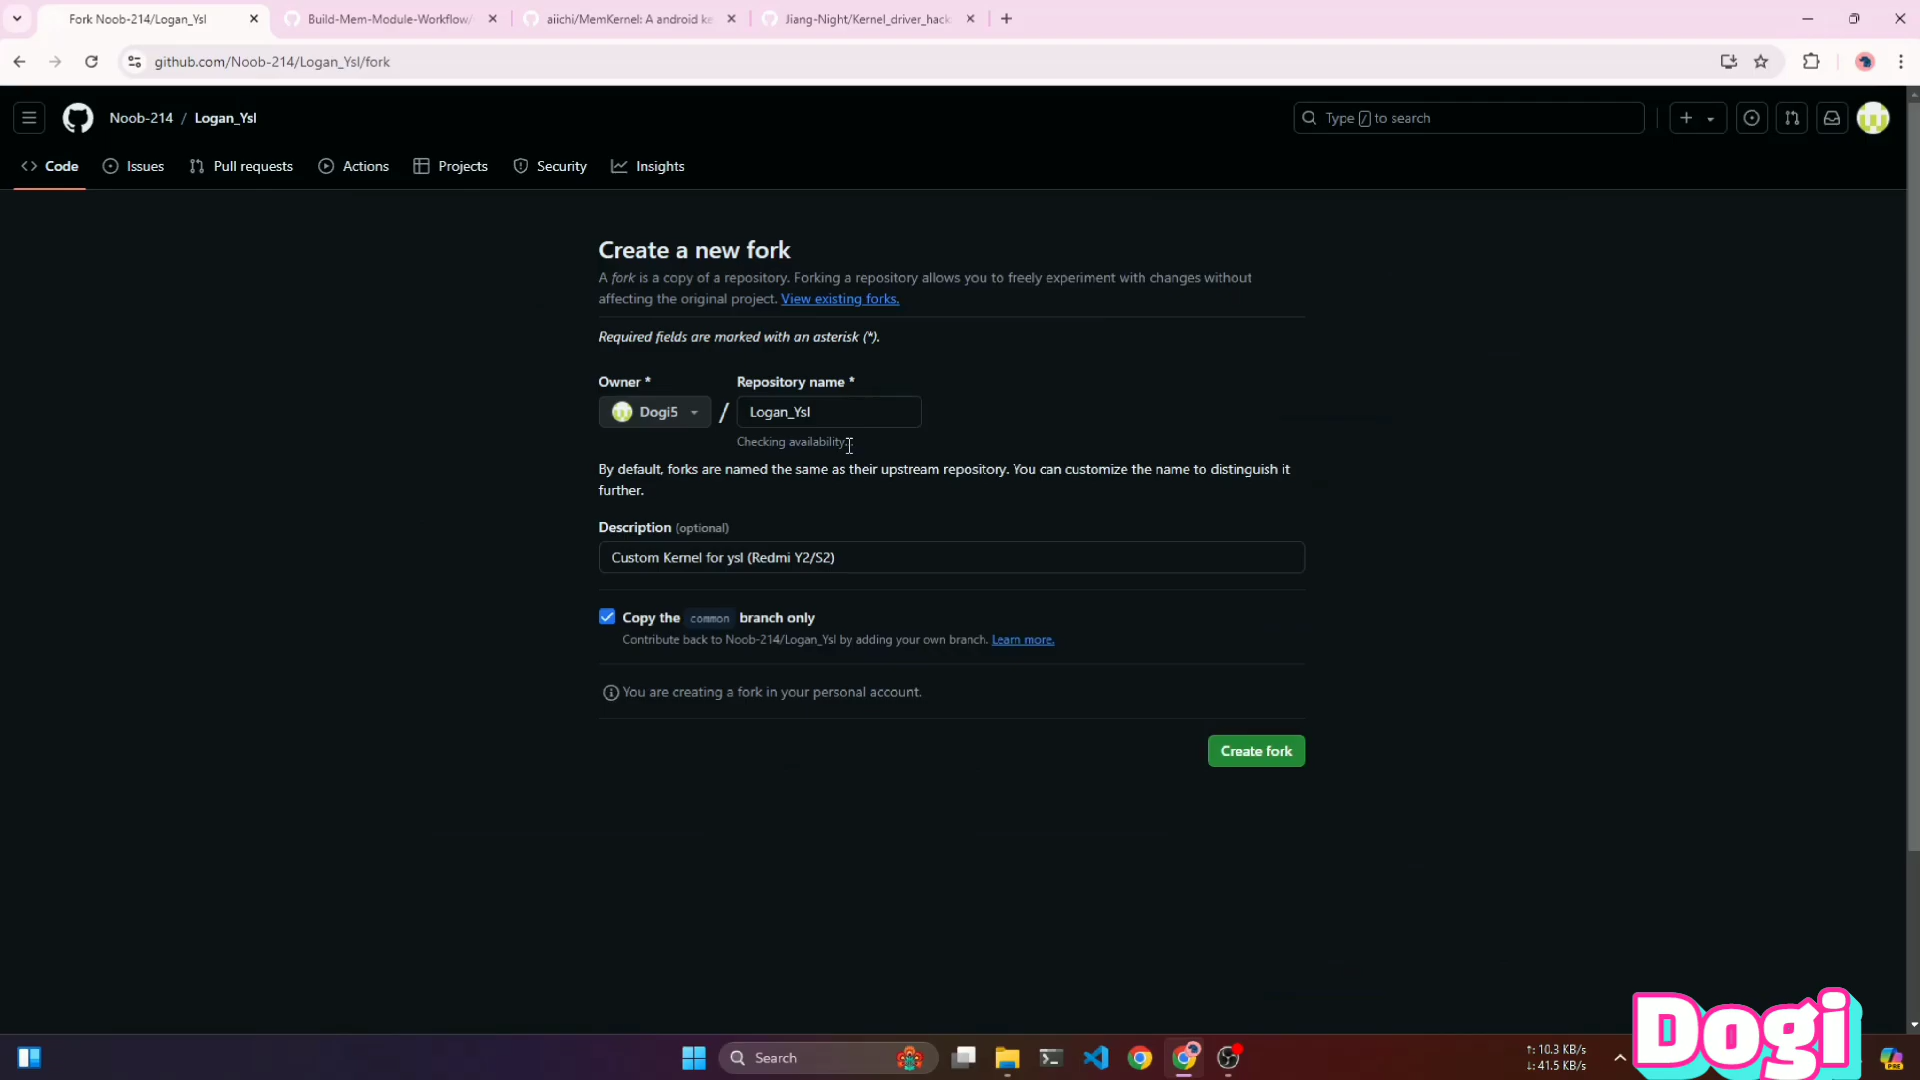 Fork Noob-214/Logan_Ysl
Build-Mem-Module-Workflow/
aiichi/MemKernel: A android ke
Jiang-Night/Kernel_driver_hack
github.com/Noob-214/Logan_Ysl/fork
Noob-214 / Logan_Ysl
Type / to search
Code
Issues
Pull requests
Actions
Projects
Security
Insights
Create a new fork
A fork is a copy of a repository. Forking a repository allows you to freely experiment with changes without
affecting the original project. View existing forks.
Required fields are marked with an asterisk (*).
Owner *
Repository name *
Dogi5
/
Logan_Ysl
Checking availability…
By default, forks are named the same as their upstream repository. You can customize the name to distinguish it
further.
Description (optional)
Custom Kernel for ysl (Redmi Y2/S2)
Copy the common branch only
Contribute back to Noob-214/Logan_Ysl by adding your own branch. Learn more.
You are creating a fork in your personal account.
Create fork
Search
↑: 10.3 KB/s
↓: 41.5 KB/s
PRE
Dogi